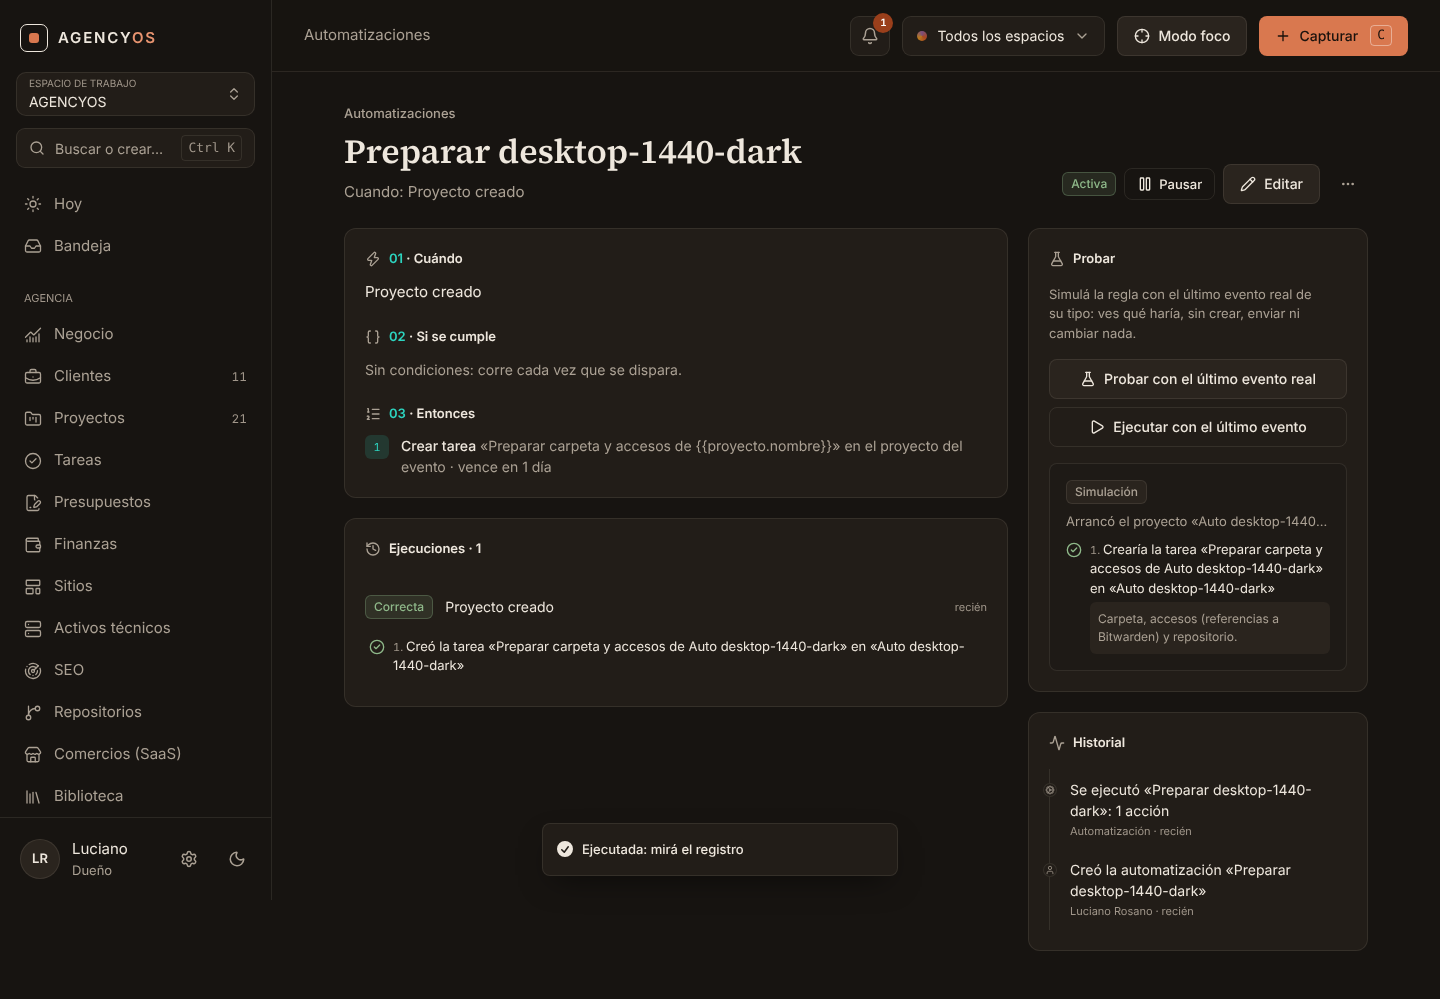 AGENCYOS
ESPACIO DE TRABAJO
AGENCYOS
Buscar o crear...
Ctrl K
Hoy
Bandeja
AGENCIA
Negocio
Clientes 11
Proyectos 21
Tareas
Presupuestos
Finanzas
Sitios
Activos técnicos
SEO
Repositorios
Comercios (SaaS)
Biblioteca
LR
Luciano
Dueño
Automatizaciones
1
Todos los espacios
Modo foco
Capturar C
Automatizaciones
Preparar desktop-1440-dark
Cuando: Proyecto creado
Activa
Pausar
Editar
01 · Cuándo
Proyecto creado
02 · Si se cumple
Sin condiciones: corre cada vez que se dispara.
03 · Entonces
1 Crear tarea «Preparar carpeta y accesos de {{proyecto.nombre}}» en el proyecto del
evento · vence en 1 día
Ejecuciones · 1
Correcta Proyecto creado recién
1. Creó la tarea «Preparar carpeta y accesos de Auto desktop-1440-dark» en «Auto desktop-
1440-dark»
Probar
Simulá la regla con el último evento real de
su tipo: ves qué haría, sin crear, enviar ni
cambiar nada.
Probar con el último evento real
Ejecutar con el último evento
Simulación
Arrancó el proyecto «Auto desktop-1440...
1. Crearía la tarea «Preparar carpeta y
accesos de Auto desktop-1440-dark»
en «Auto desktop-1440-dark»
Carpeta, accesos (referencias a
Bitwarden) y repositorio.
Historial
Se ejecutó «Preparar desktop-1440-
dark»: 1 acción
Automatización · recién
Creó la automatización «Preparar
desktop-1440-dark»
Luciano Rosano · recién
Ejecutada: mirá el registro